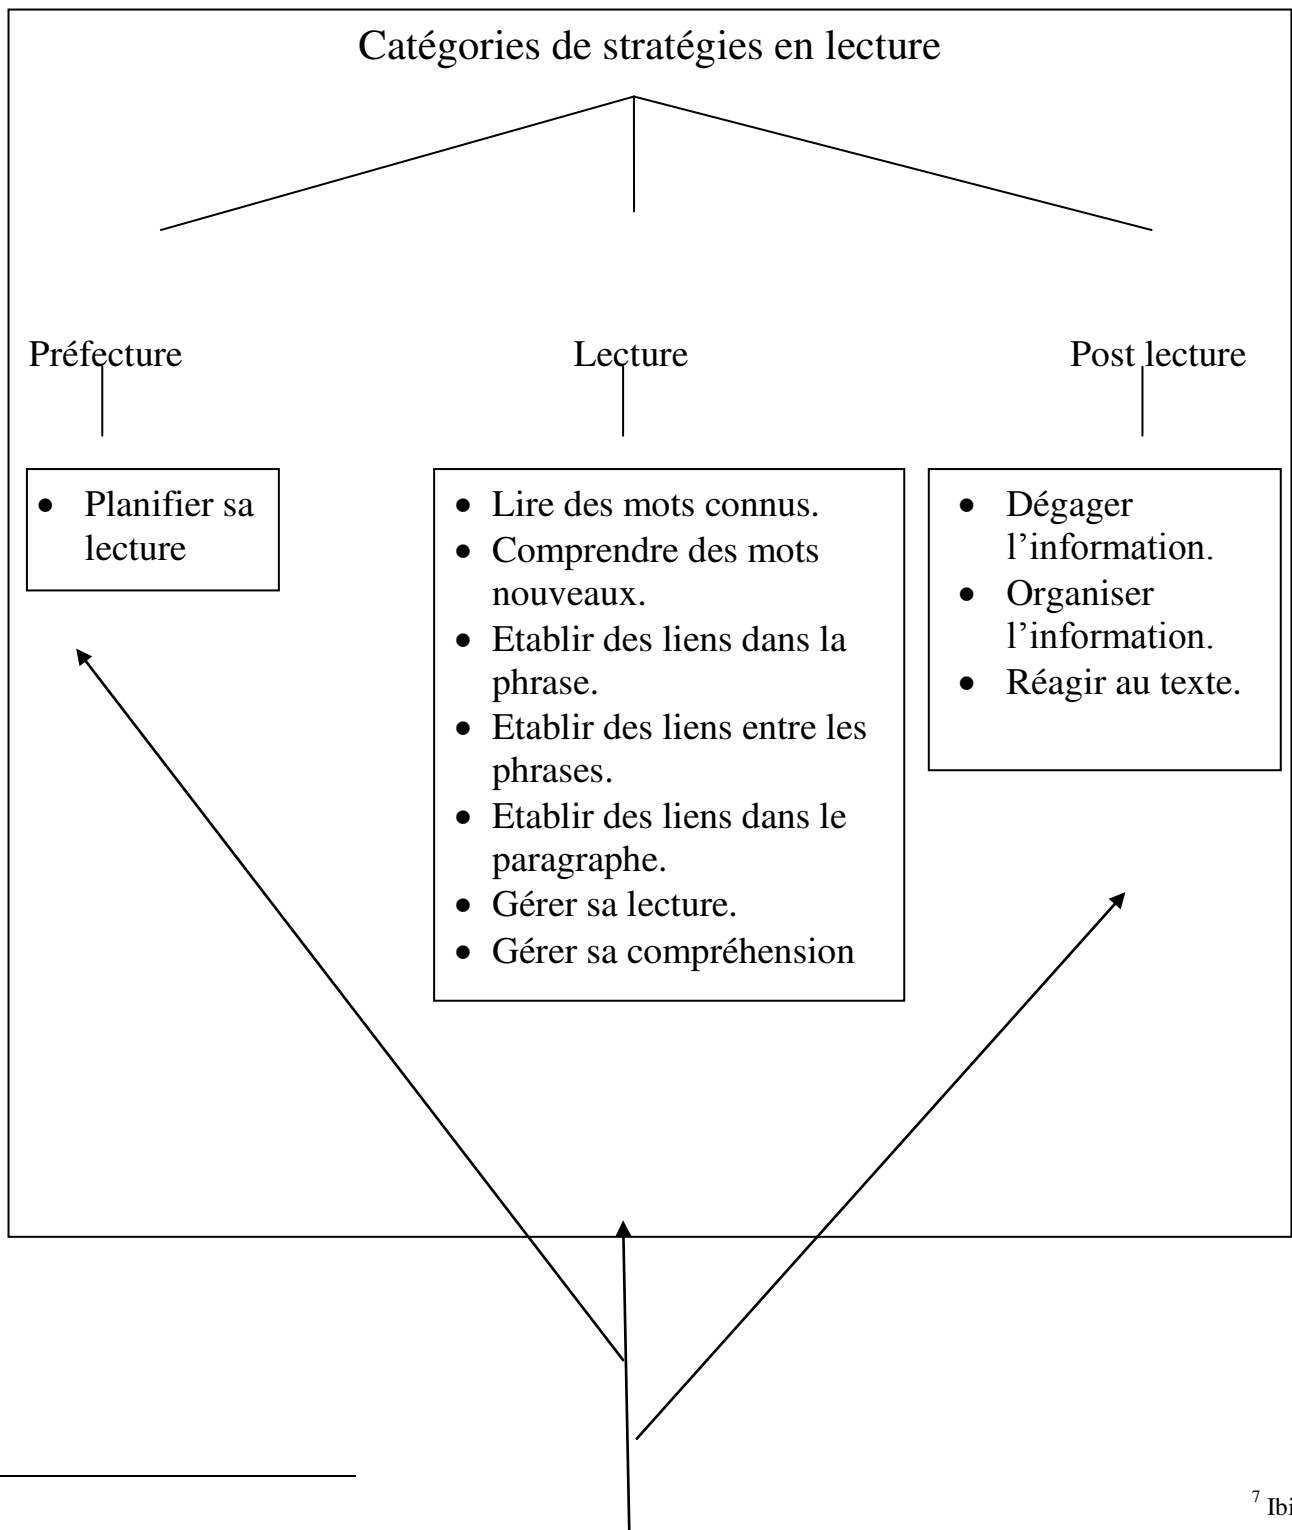 Catégories de stratégies en lecture
Préfecture
Lecture
Post lecture
• Planifier sa
lecture
• Lire des mots connus.
• Comprendre des mots
nouveaux.
• Etablir des liens dans la
phrase.
• Etablir des liens entre les
phrases.
• Etablir des liens dans le
paragraphe.
• Gérer sa lecture.
• Gérer sa compréhension
• Dégager
l’information.
• Organiser
l’information.
• Réagir au texte.
7 Ibi